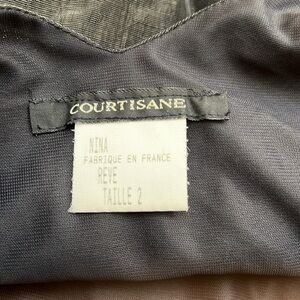 COURTISANE
NINA
FABRIQUE EN FRANCE
REVE
TAILLE 2